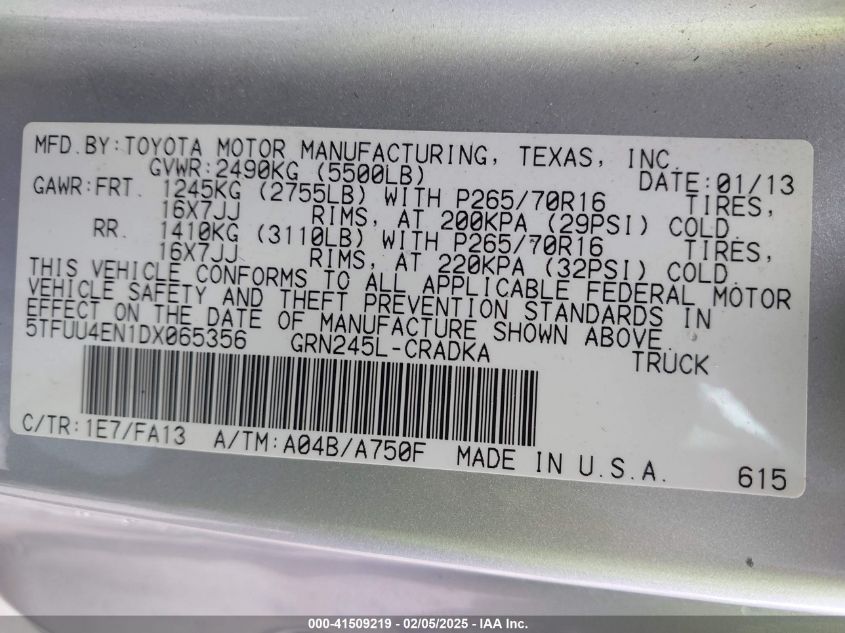 MFD.BY:TOYOTA MOTOR MANUFACTURING, TEXAS, INC.
GVWR:2490KG (5500LB) DATE:01/13
GAWR:FRT. 1245KG (2755LB) WITH P265/70R16 TIRES,
16X7JJ RIMS, AT 200KPA (29PSI) COLD
RR. 1410KG (3110LB) WITH P265/70R16 TIRES,
16X7JJ RIMS, AT 220KPA (32PSI) COLD.
THIS VEHICLE CONFORMS TO ALL APPLICABLE FEDERAL MOTOR
VEHICLE SAFETY AND THEFT PREVENTION STANDARDS IN
EFFECT ON THE DATE OF MANUFACTURE SHOWN ABOVE.
5TFUU4EN1DX065356 GRN245L-CRADKA TRUCK
C/TR:1E7/FA13 A/TM:A04B/A750F MADE IN U.S.A. 615
000-41509219 - 02/05/2025 - IAA Inc.